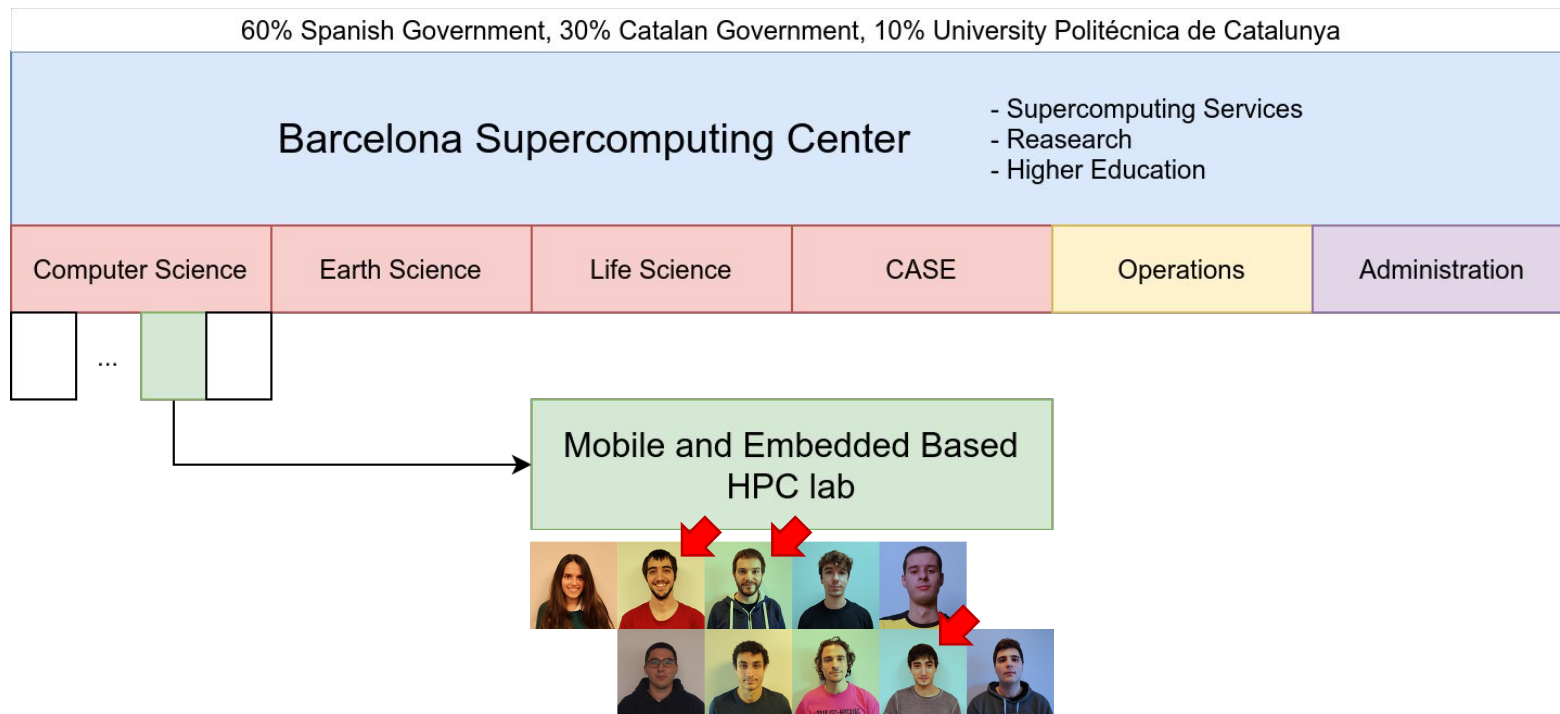 60% Spanish Government, 30% Catalan Government, 10% University Politécnica de Catalunya
Barcelona Supercomputing Center
- Supercomputing Services
- Reasearch
- Higher Education
Computer Science
Earth Science
Life Science
CASE
Operations
Administration
...
Mobile and Embedded Based
HPC lab